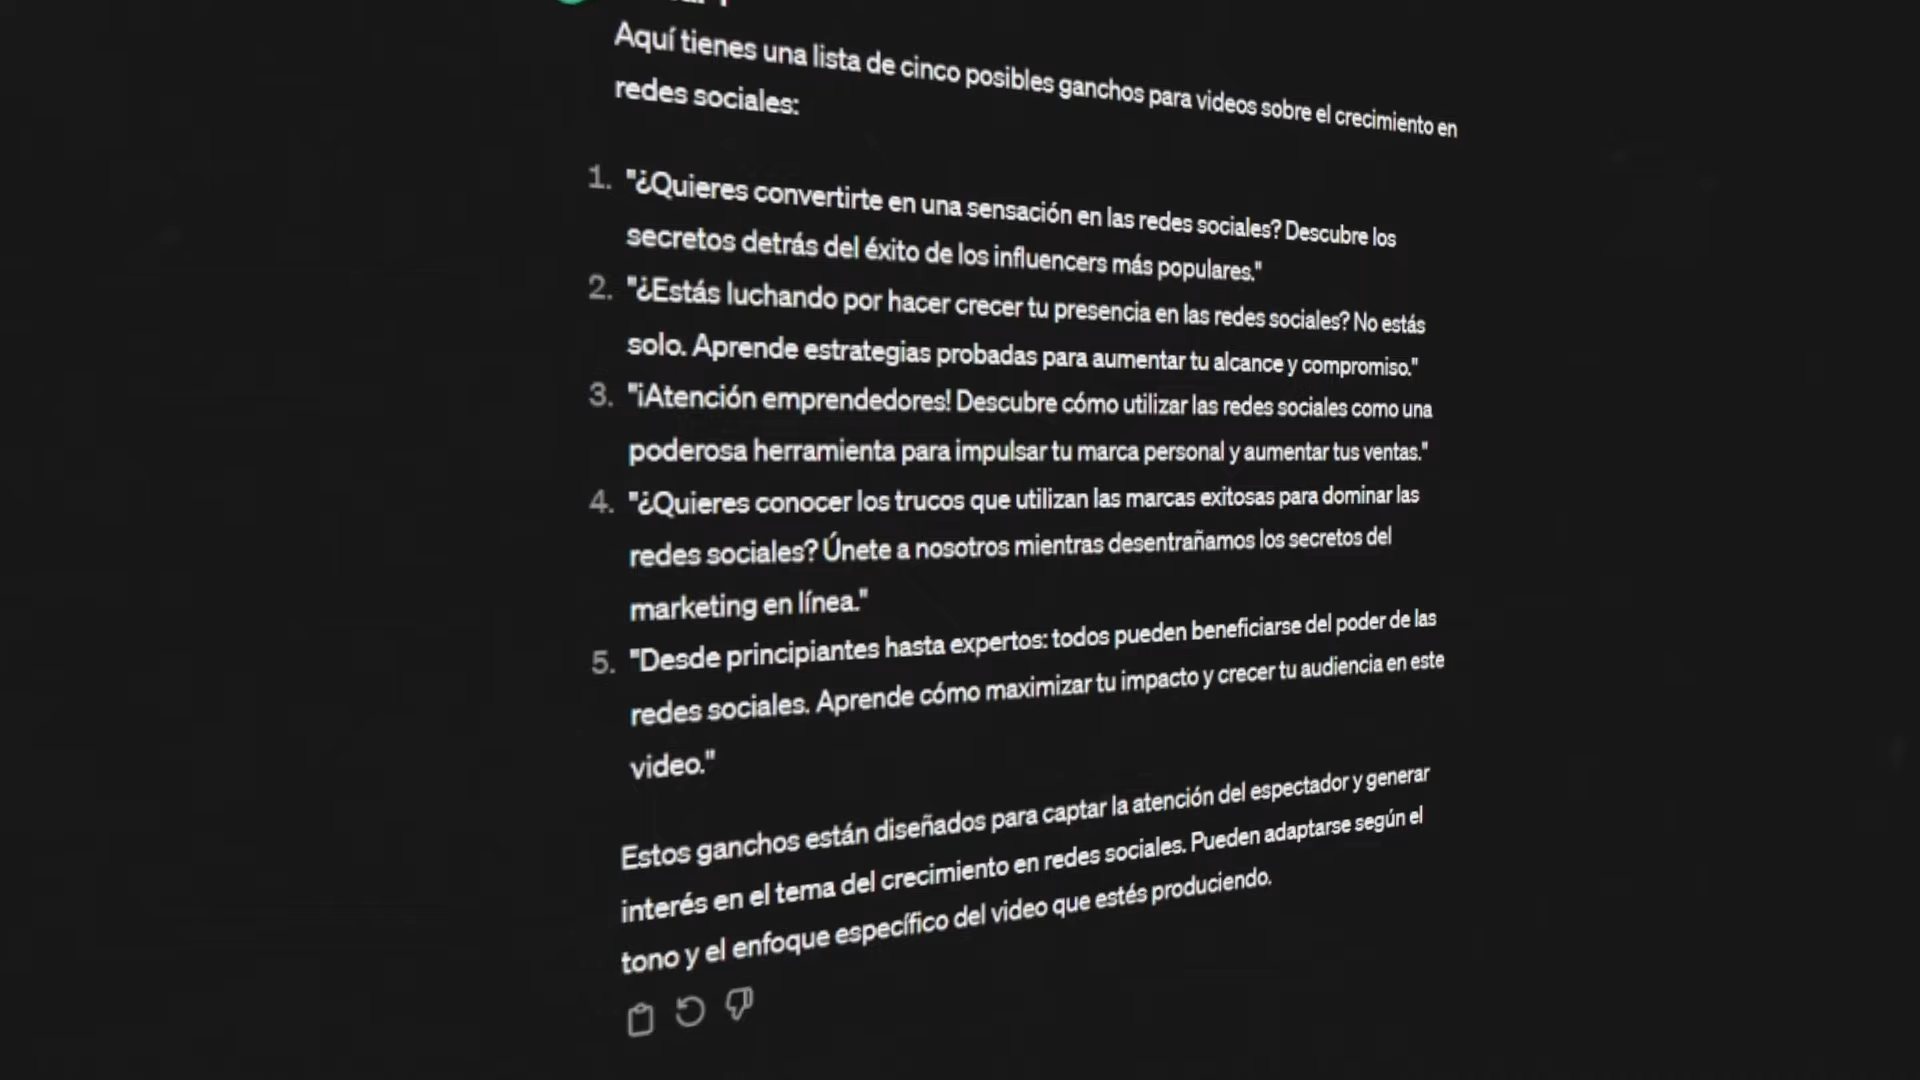 Aquí tienes una lista de cinco posibles ganchos para videos sobre el crecimiento en
redes sociales:
1. "¿Quieres convertirte en una sensación en las redes sociales? Descubre los
secretos detrás del éxito de los influencers más populares."
2. "¿Estás luchando por hacer crecer tu presencia en las redes sociales? No estás
solo. Aprende estrategias probadas para aumentar tu alcance y compromiso."
3. "¡Atención emprendedores! Descubre cómo utilizar las redes sociales como una
poderosa herramienta para impulsar tu marca personal y aumentar tus ventas."
4. "¿Quieres conocer los trucos que utilizan las marcas exitosas para dominar las
redes sociales? Únete a nosotros mientras desentrañamos los secretos del
marketing en línea."
5. "Desde principiantes hasta expertos: todos pueden beneficiarse del poder de las
redes sociales. Aprende cómo maximizar tu impacto y crecer tu audiencia en este
video."
Estos ganchos están diseñados para captar la atención del espectador y generar
interés en el tema del crecimiento en redes sociales. Pueden adaptarse según el
tono y el enfoque específico del video que estés produciendo.